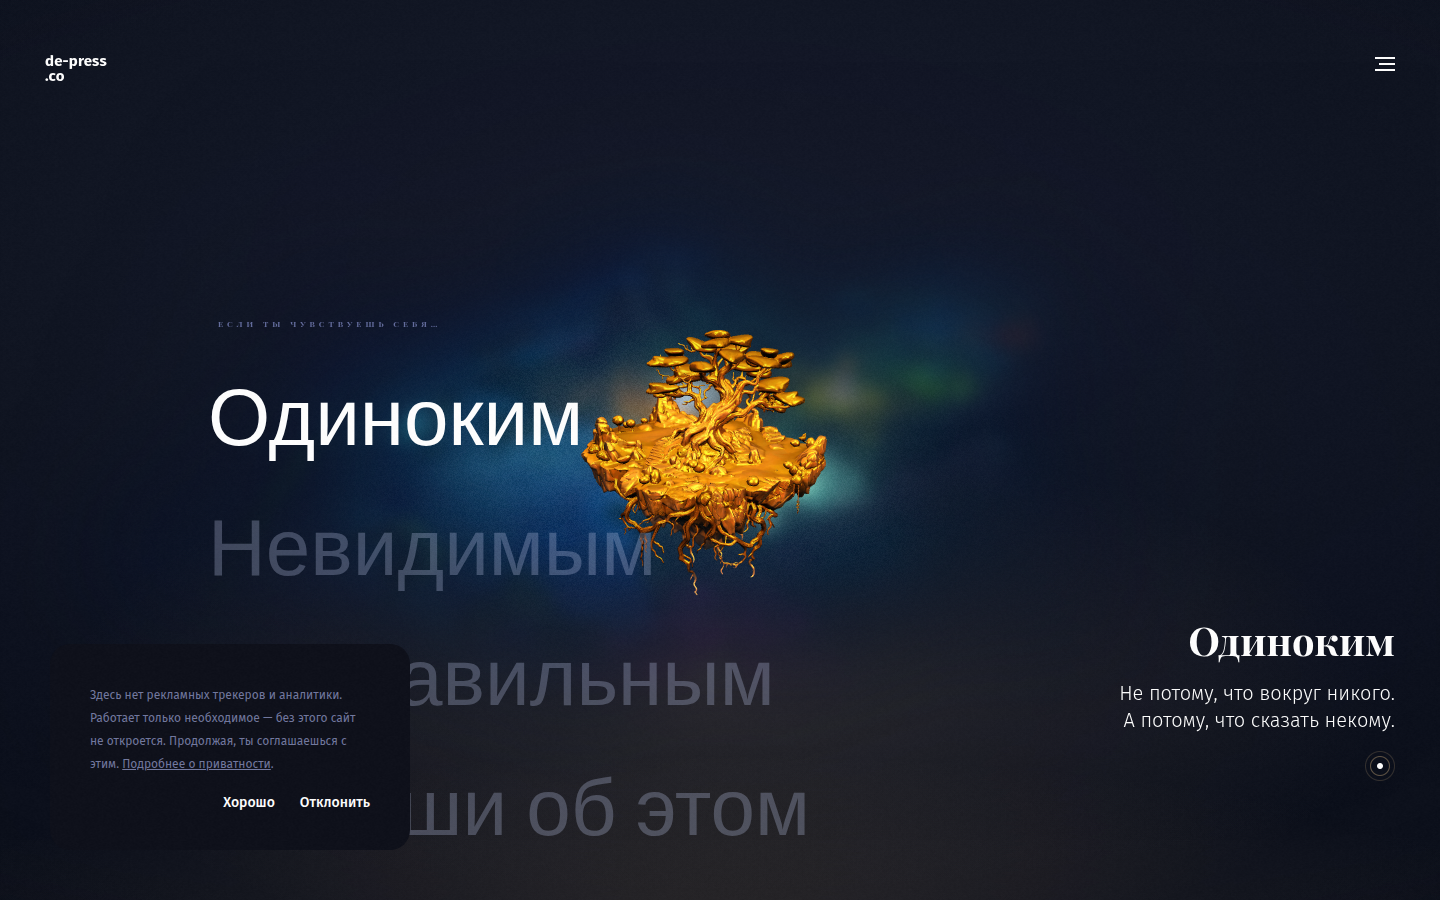 de-press
.co
ЕСЛИ ТЫ ЧУВСТВУЕШЬ СЕБЯ…
Одиноким
Невидимым
авильным
ши об этом
Здесь нет рекламных трекеров и аналитики.
Работает только необходимое — без этого сайт
не откроется. Продолжая, ты соглашаешься с
этим. Подробнее о приватности.
Хорошо Отклонить
Одиноким
Не потому, что вокруг никого.
А потому, что сказать некому.